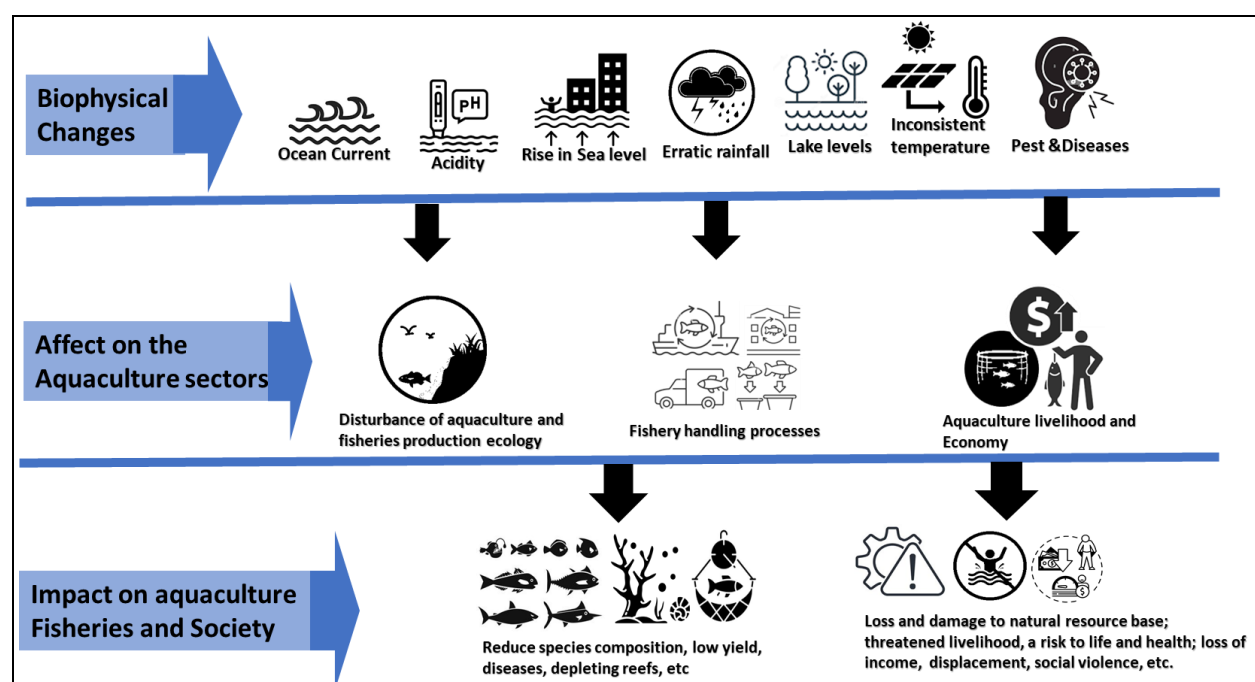 Biophysical
Changes
Ocean Current
PH
Acidity
Rise in Sea level
Erratic rainfall
Lake levels
Inconsistent
temperature
Pest &Diseases
Affect on the
Aquaculture sectors
Disturbance of aquaculture and
fisheries production ecology
Fishery handling processes
$
Aquaculture livelihood and
Economy
Impact on aquaculture
Fisheries and Society
Reduce species composition, low yield,
diseases, depleting reefs, etc
!
$
Loss and damage to natural resource base;
threatened livelihood, a risk to life and health; loss of
income, displacement, social violence, etc.